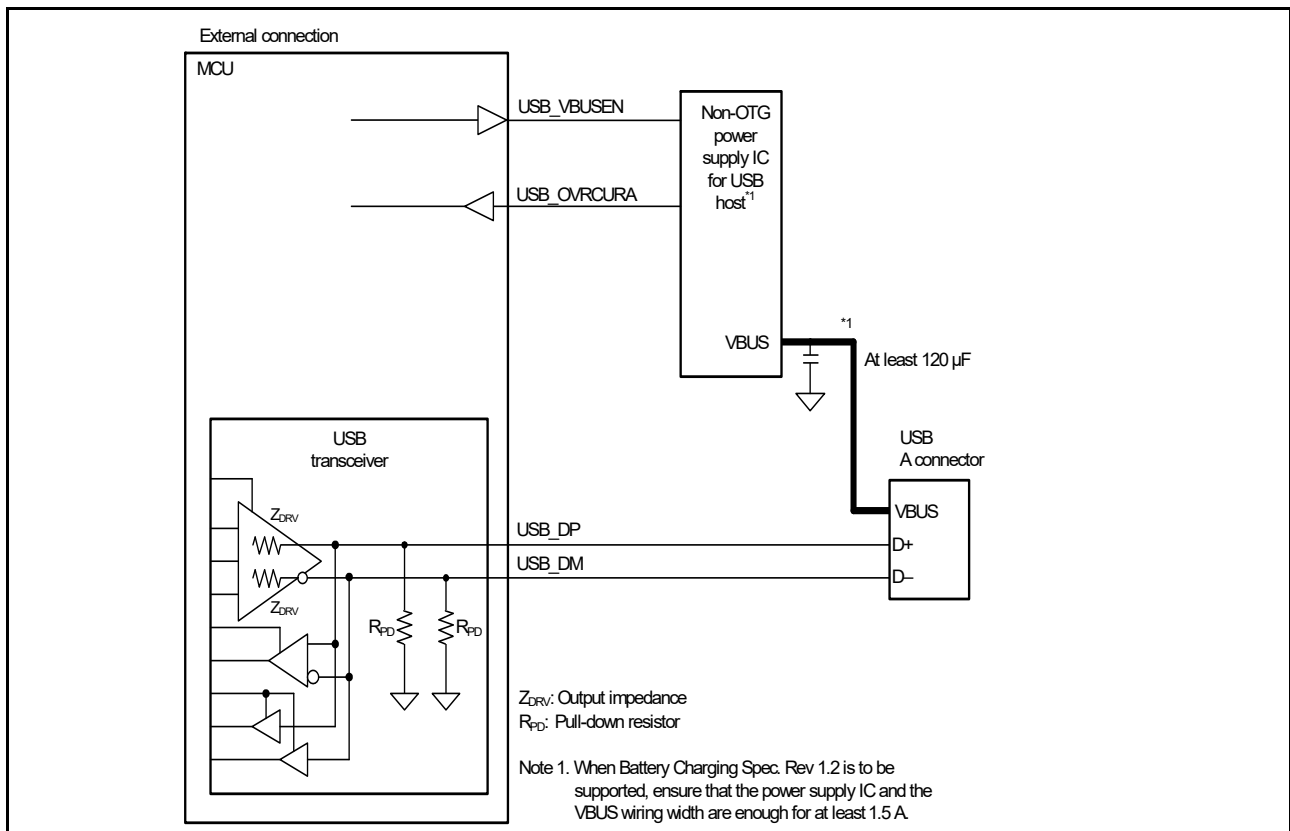 External connection
MCU
USB_VBUSEN
USB_OVRCURA
Non-OTG
power
supply IC
for USB
host*1
VBUS
*1
At least 120 µF
USB
A connector
VBUS
D+
D–
USB
transceiver
ZDRV
ZDRV
USB_DP
USB_DM
RPD
RPD
ZDRV: Output impedance
RPD: Pull-down resistor
Note 1. When Battery Charging Spec. Rev 1.2 is to be
supported, ensure that the power supply IC and the
VBUS wiring width are enough for at least 1.5 A.